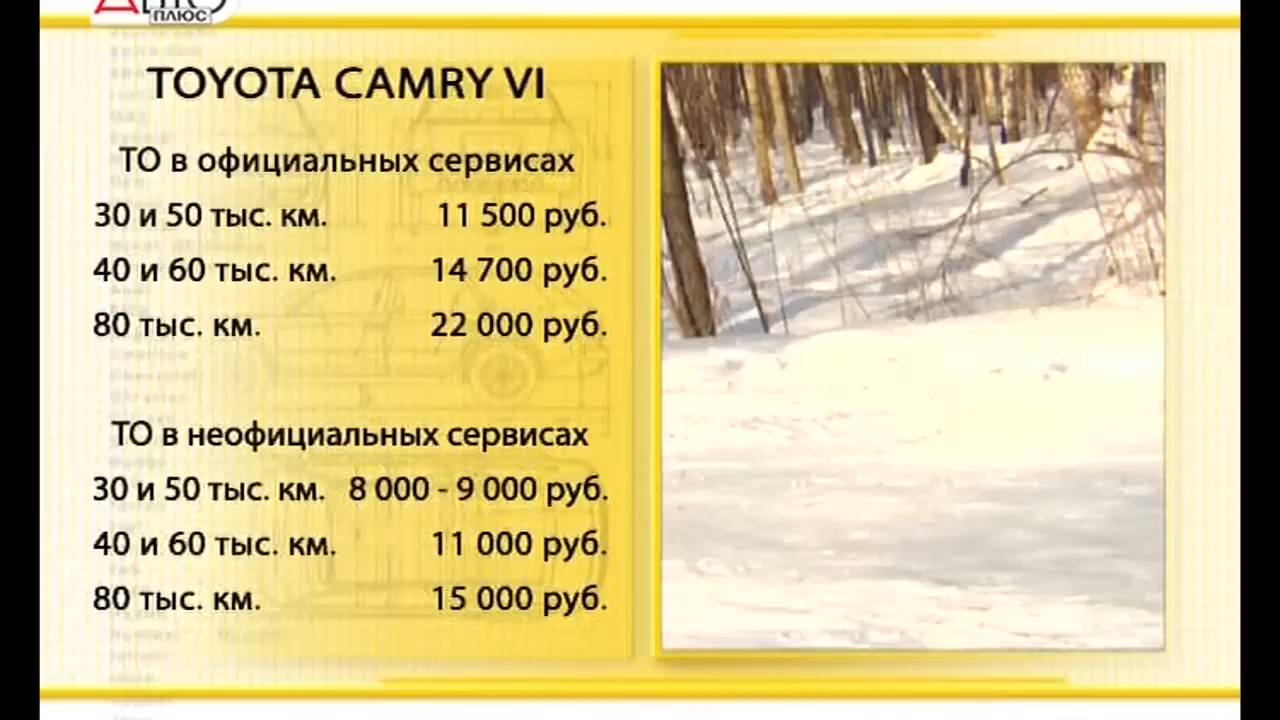 АВТО
ПЛЮС
TOYOTA CAMRY VI
ТО в официальных сервисах
30 и 50 тыс. км. 11 500 руб.
40 и 60 тыс. км. 14 700 руб.
80 тыс. км. 22 000 руб.
ТО в неофициальных сервисах
30 и 50 тыс. км. 8 000 - 9 000 руб.
40 и 60 тыс. км. 11 000 руб.
80 тыс. км. 15 000 руб.